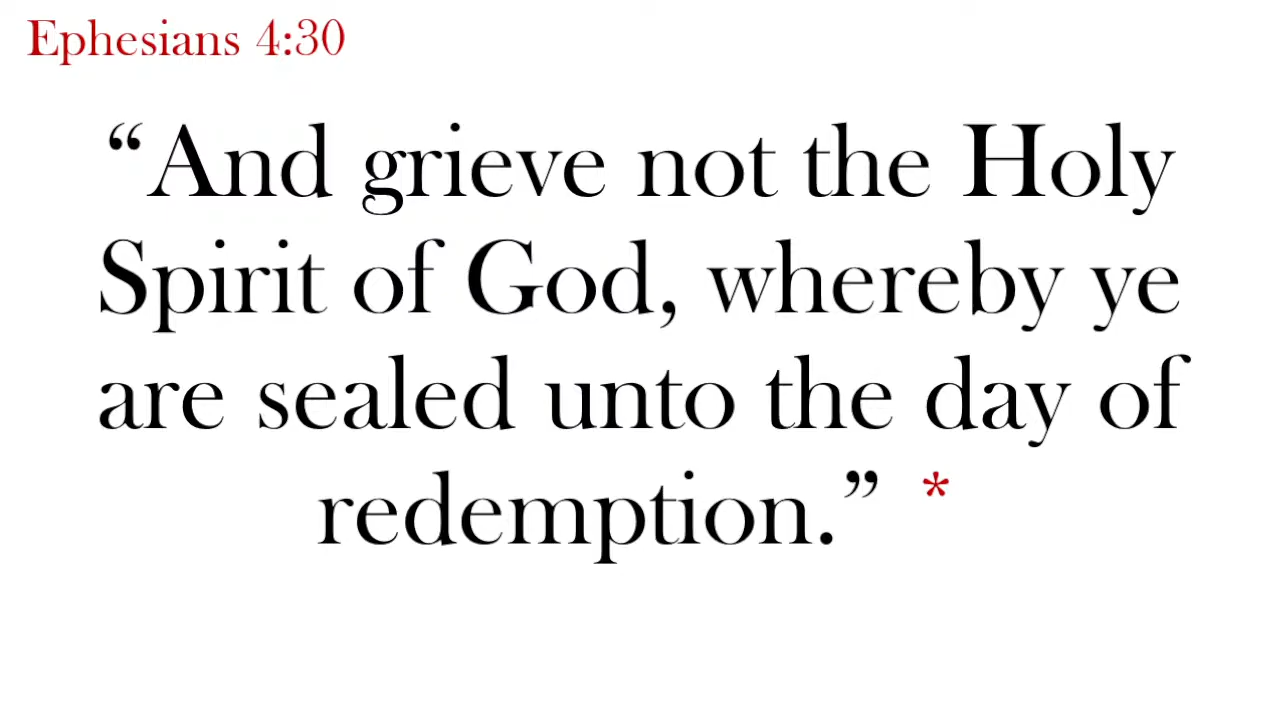 Ephesians 4:30
“And grieve not the Holy
Spirit of God, whereby ye
are sealed unto the day of
redemption.” *